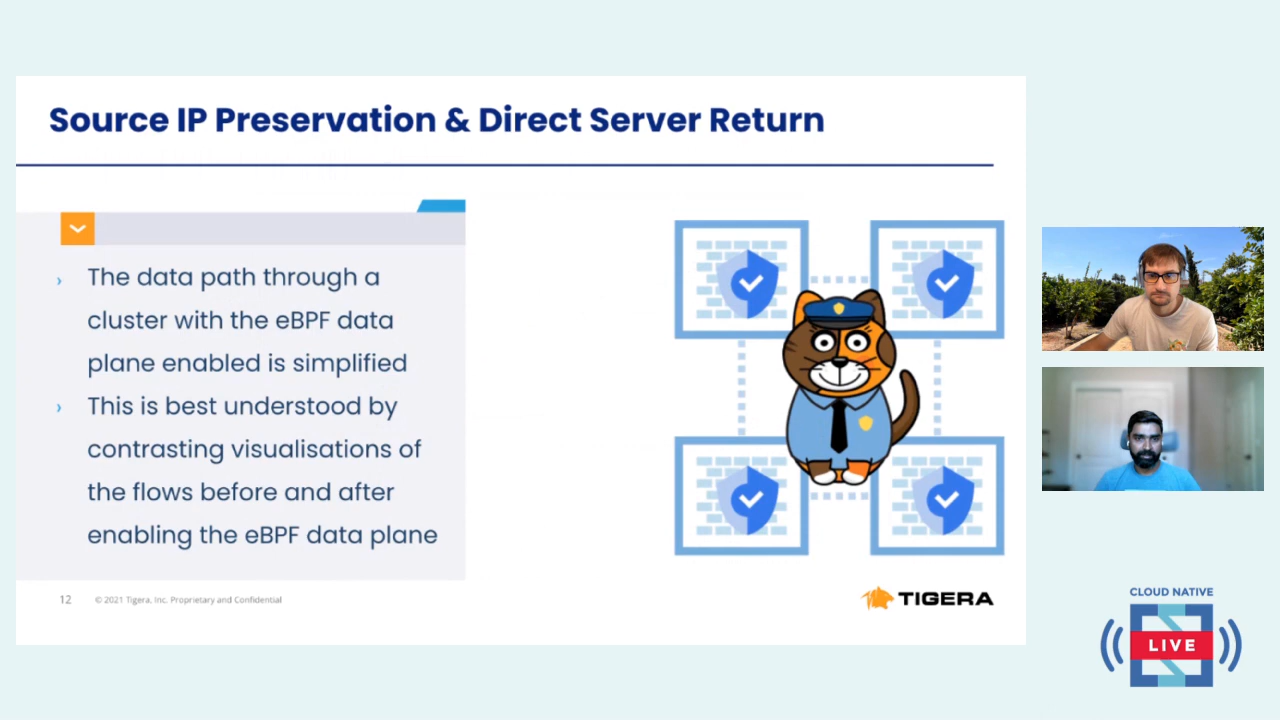 Source IP Preservation & Direct Server Return
› The data path through a
cluster with the eBPF data
plane enabled is simplified
› This is best understood by
contrasting visualisations of
the flows before and after
enabling the eBPF data plane
12 © 2021 Tigera, Inc. Proprietary and Confidential
TIGERA
CLOUD NATIVE
LIVE